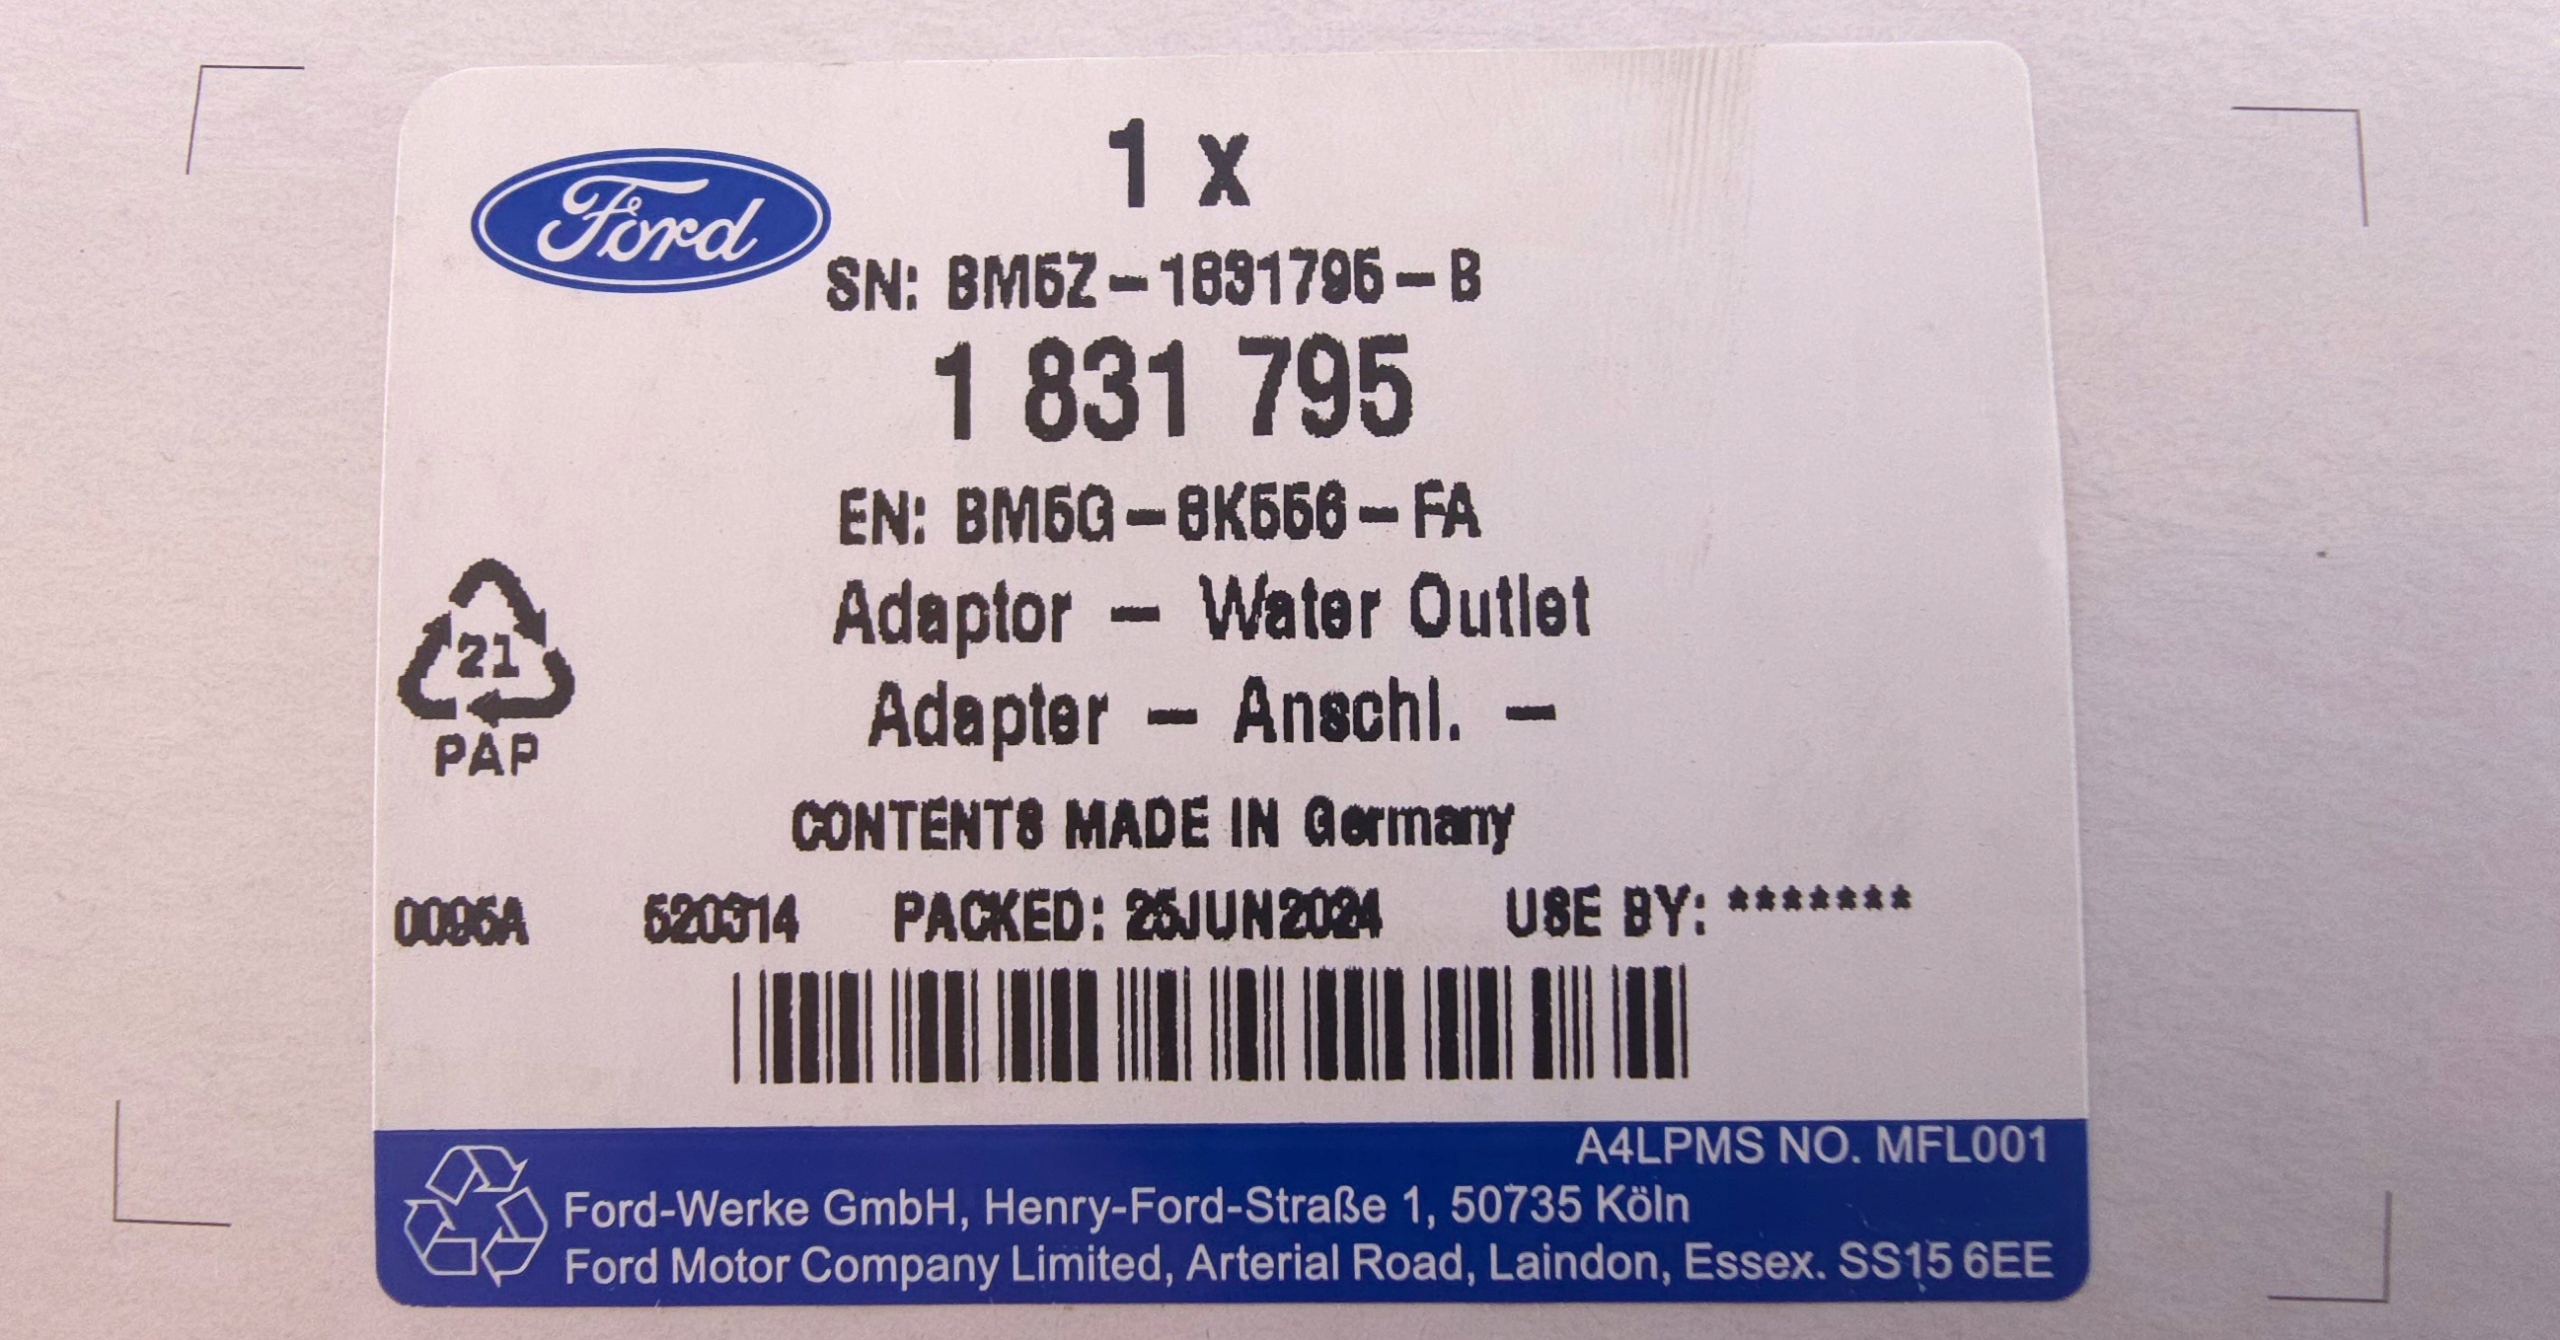 Ford
1 x
SN: BM5Z-1831795-B
1 831 795
EN: BM5G-8K556-FA
Adaptor - Water Outlet
Adapter - Anschl. -
21
PAP
CONTENTS MADE IN Germany
0095A 520314 PACKED: 25JUN2024 USE BY: *******
A4LPMS NO. MFL001
Ford-Werke GmbH, Henry-Ford-Straße 1, 50735 Köln
Ford Motor Company Limited, Arterial Road, Laindon, Essex. SS15 6EE